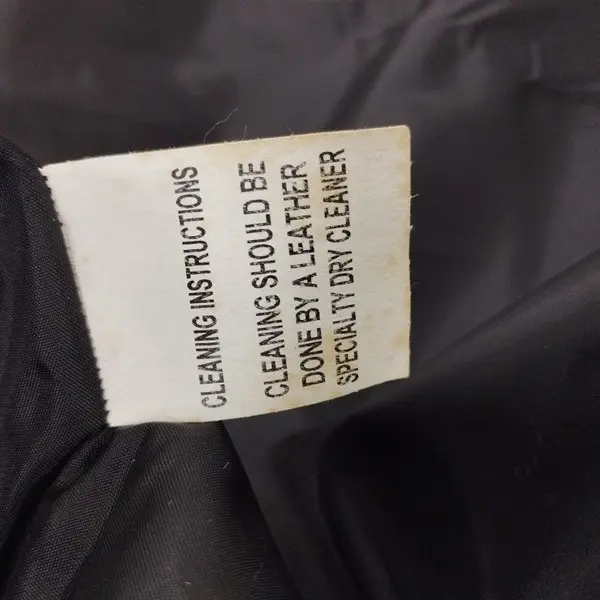 CLEANING INSTRUCTIONS
CLEANING SHOULD BE
DONE BY A LEATHER
SPECIALTY DRY CLEANER